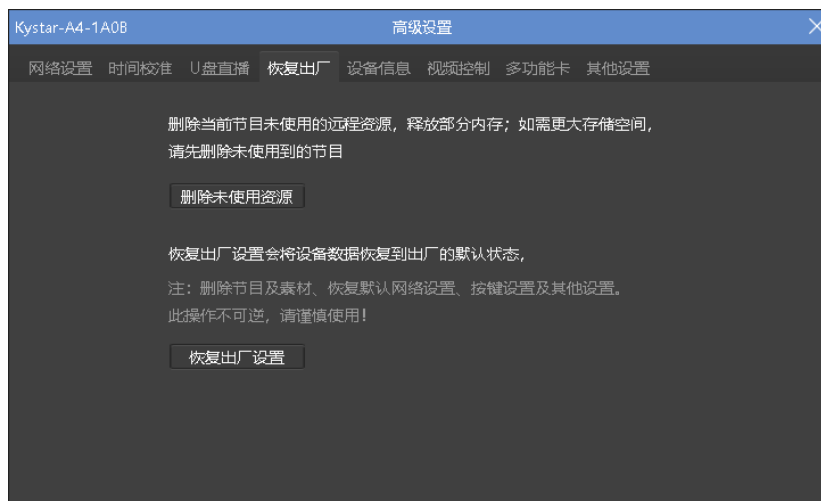 Kystar-A4-1A0B 高级设置
网络设置 时间校准 U盘直播 恢复出厂 设备信息 视频控制 多功能卡 其他设置
删除当前节目未使用的远程资源，释放部分内存；如需更大存储空间，
请先删除未使用到的节目
删除未使用资源
恢复出厂设置会将设备数据恢复到出厂的默认状态，
注：删除节目及素材、恢复默认网络设置、按键设置及其他设置。
此操作不可逆，请谨慎使用！
恢复出厂设置